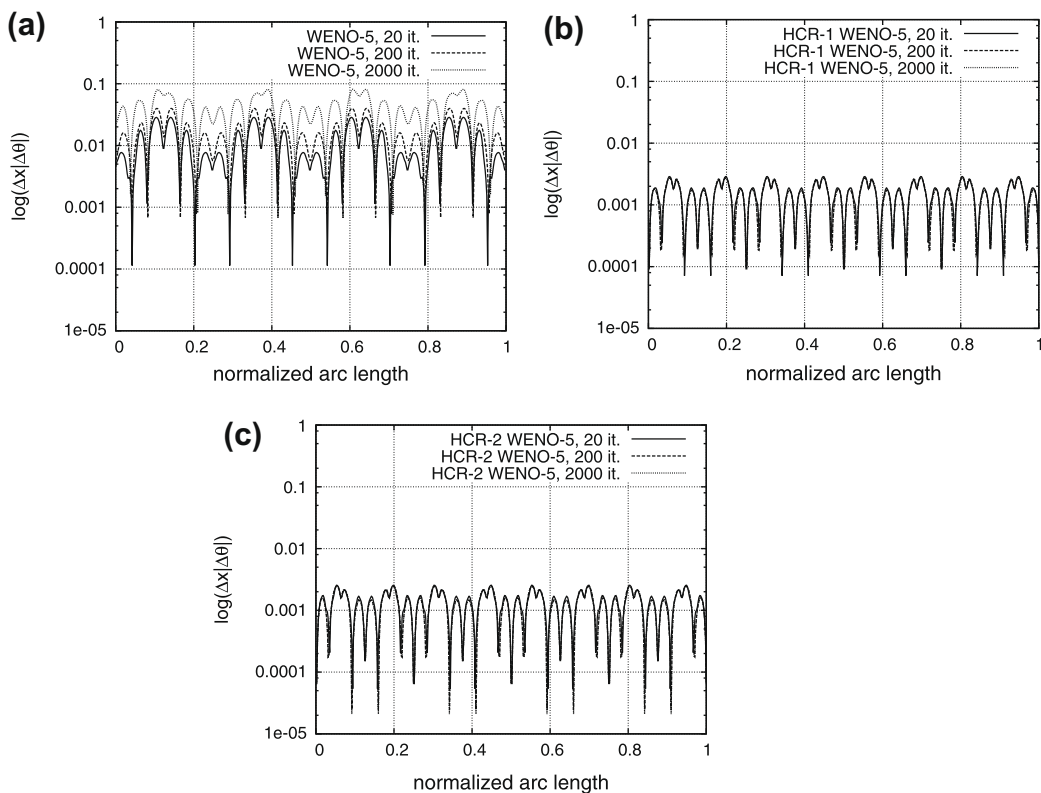 (a)
WENO-5, 20 it.
WENO-5, 200 it.
WENO-5, 2000 it.
1
0.1
0.01
0.001
0.0001
1e-05
log(Δx|Δθ|)
0 0.2 0.4 0.6 0.8 1
normalized arc length
(b)
HCR-1 WENO-5, 20 it.
HCR-1 WENO-5, 200 it.
HCR-1 WENO-5, 2000 it.
1
0.1
0.01
0.001
0.0001
1e-05
log(Δx|Δθ|)
0 0.2 0.4 0.6 0.8 1
normalized arc length
(c)
HCR-2 WENO-5, 20 it.
HCR-2 WENO-5, 200 it.
HCR-2 WENO-5, 2000 it.
1
0.1
0.01
0.001
0.0001
1e-05
log(Δx|Δθ|)
0 0.2 0.4 0.6 0.8 1
normalized arc length